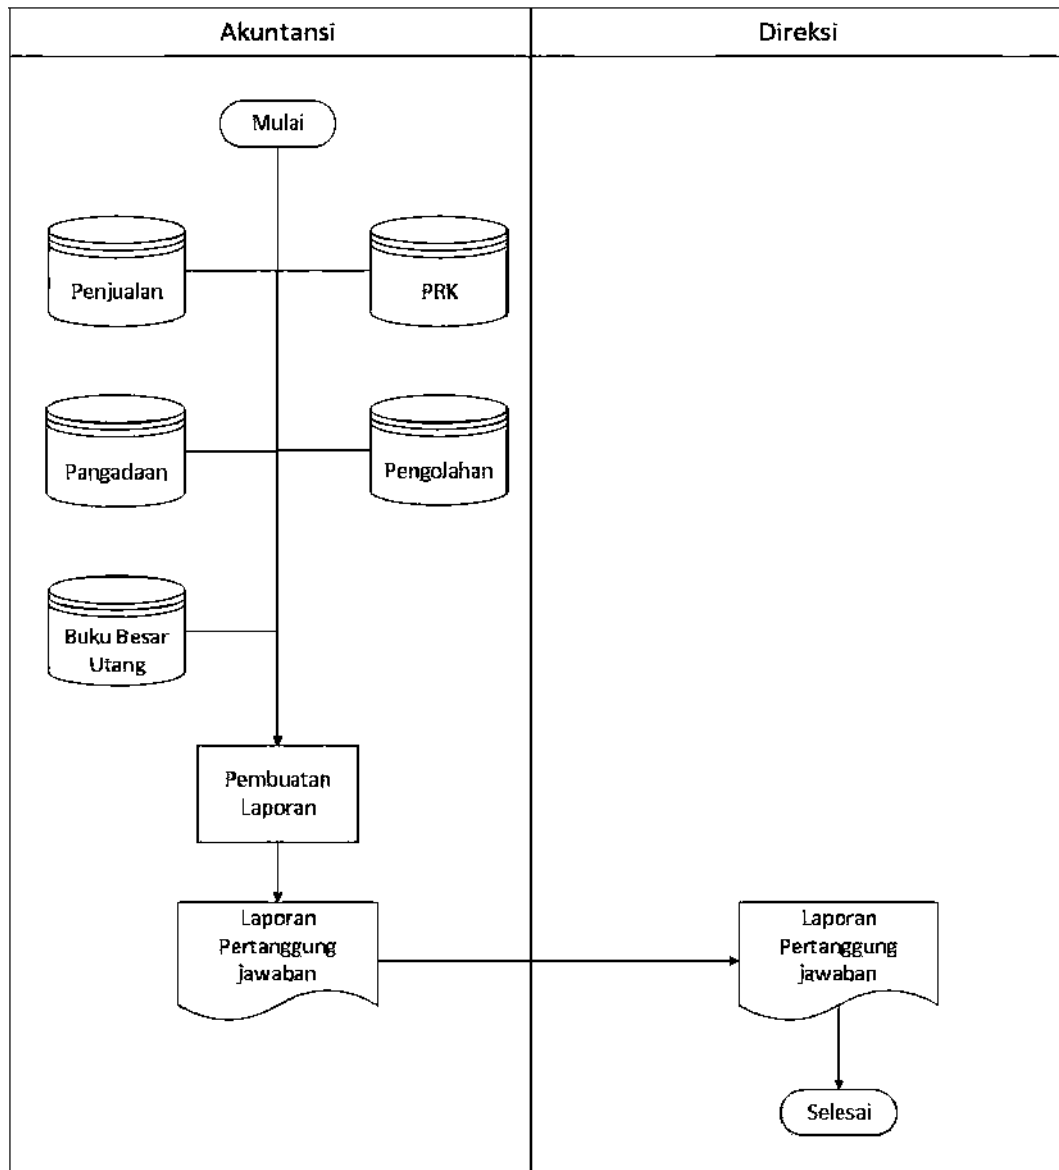 Akuntansi
Direksi
Mulai
Penjualan
PRK
Pangadaan
Pengolahan
Buku Besar
Utang
Pembuatan
Laporan
Laporan
Pertanggung
jawaban
Laporan
Pertanggung
jawaban
Selesai